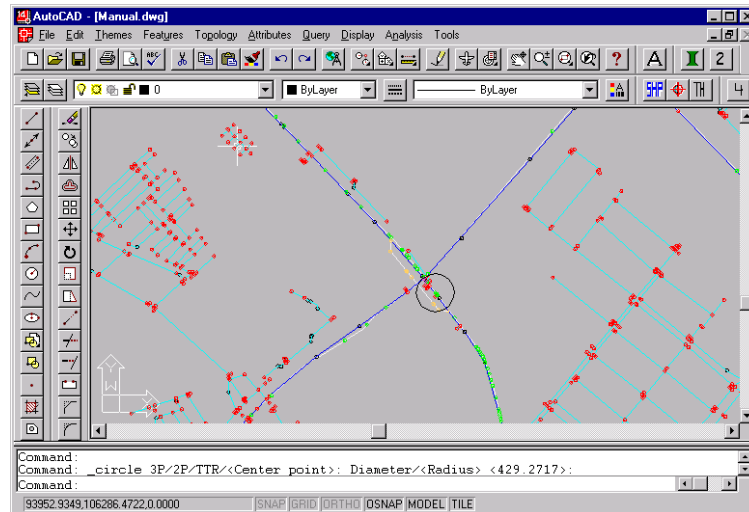 AutoCAD - [Manual.dwg]
File Edit Themes Features Topology Attributes Query Display Analysis Tools
ABC ? A I 2
0 ByLayer ByLayer SHP TH 4
Y
X
Command:
Command: _circle 3P/2P/TTR/<Center point>: Diameter/<Radius> <429.2717>:
Command:
93952.9349,106286.4722,0.0000 SNAP GRID ORTHO OSNAP MODEL TILE